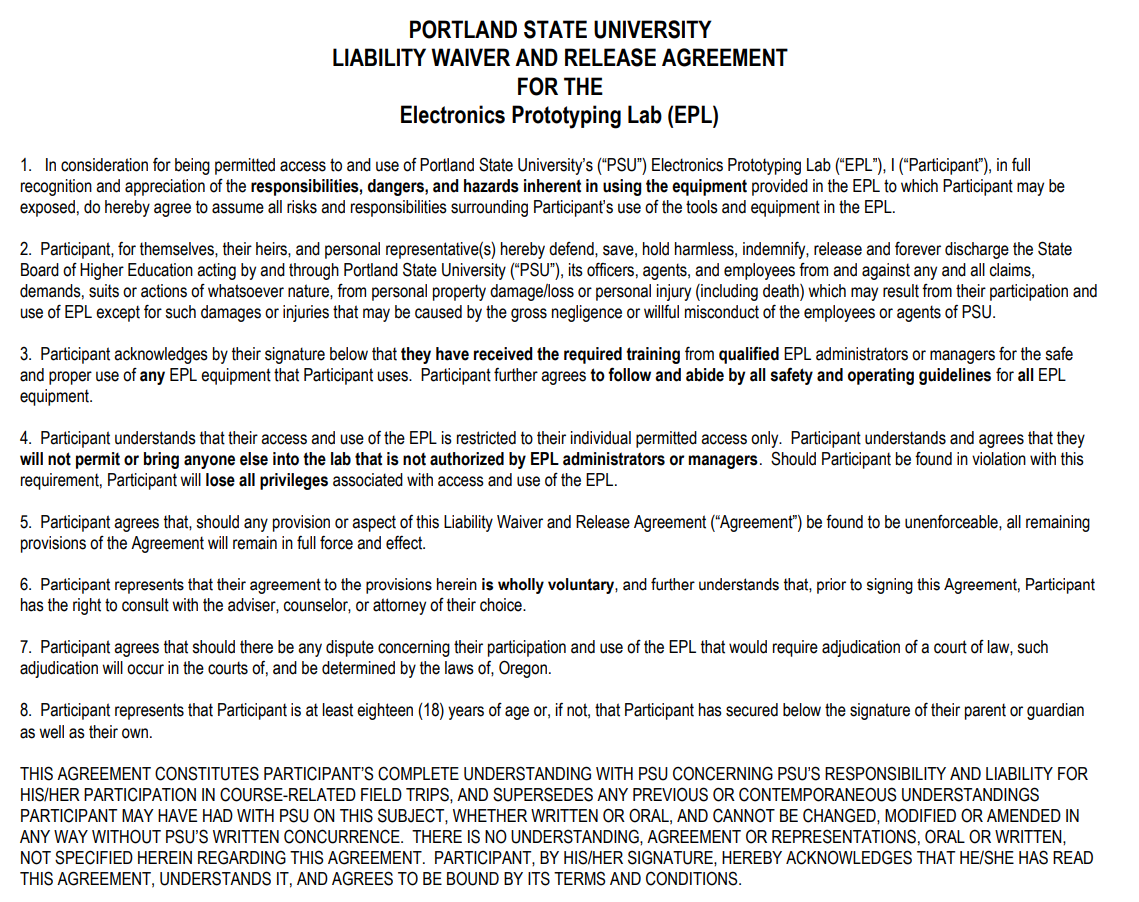 PORTLAND STATE UNIVERSITY
LIABILITY WAIVER AND RELEASE AGREEMENT
FOR THE
Electronics Prototyping Lab (EPL)
1. In consideration for being permitted access to and use of Portland State University's (“PSU”) Electronics Prototyping Lab (“EPL”), I (“Participant”), in full
recognition and appreciation of the responsibilities, dangers, and hazards inherent in using the equipment provided in the EPL to which Participant may be
exposed, do hereby agree to assume all risks and responsibilities surrounding Participant's use of the tools and equipment in the EPL.
2. Participant, for themselves, their heirs, and personal representative(s) hereby defend, save, hold harmless, indemnify, release and forever discharge the State
Board of Higher Education acting by and through Portland State University (“PSU”), its officers, agents, and employees from and against any and all claims,
demands, suits or actions of whatsoever nature, from personal property damage/loss or personal injury (including death) which may result from their participation and
use of EPL except for such damages or injuries that may be caused by the gross negligence or willful misconduct of the employees or agents of PSU.
3. Participant acknowledges by their signature below that they have received the required training from qualified EPL administrators or managers for the safe
and proper use of any EPL equipment that Participant uses. Participant further agrees to follow and abide by all safety and operating guidelines for all EPL
equipment.
4. Participant understands that their access and use of the EPL is restricted to their individual permitted access only. Participant understands and agrees that they
will not permit or bring anyone else into the lab that is not authorized by EPL administrators or managers. Should Participant be found in violation with this
requirement, Participant will lose all privileges associated with access and use of the EPL.
5. Participant agrees that, should any provision or aspect of this Liability Waiver and Release Agreement (“Agreement”) be found to be unenforceable, all remaining
provisions of the Agreement will remain in full force and effect.
6. Participant represents that their agreement to the provisions herein is wholly voluntary, and further understands that, prior to signing this Agreement, Participant
has the right to consult with the adviser, counselor, or attorney of their choice.
7. Participant agrees that should there be any dispute concerning their participation and use of the EPL that would require adjudication of a court of law, such
adjudication will occur in the courts of, and be determined by the laws of, Oregon.
8. Participant represents that Participant is at least eighteen (18) years of age or, if not, that Participant has secured below the signature of their parent or guardian
as well as their own.
THIS AGREEMENT CONSTITUTES PARTICIPANT'S COMPLETE UNDERSTANDING WITH PSU CONCERNING PSU'S RESPONSIBILITY AND LIABILITY FOR
HIS/HER PARTICIPATION IN COURSE-RELATED FIELD TRIPS, AND SUPERSEDES ANY PREVIOUS OR CONTEMPORANEOUS UNDERSTANDINGS
PARTICIPANT MAY HAVE HAD WITH PSU ON THIS SUBJECT, WHETHER WRITTEN OR ORAL, AND CANNOT BE CHANGED, MODIFIED OR AMENDED IN
ANY WAY WITHOUT PSU'S WRITTEN CONCURRENCE. THERE IS NO UNDERSTANDING, AGREEMENT OR REPRESENTATIONS, ORAL OR WRITTEN,
NOT SPECIFIED HEREIN REGARDING THIS AGREEMENT. PARTICIPANT, BY HIS/HER SIGNATURE, HEREBY ACKNOWLEDGES THAT HE/SHE HAS READ
THIS AGREEMENT, UNDERSTANDS IT, AND AGREES TO BE BOUND BY ITS TERMS AND CONDITIONS.